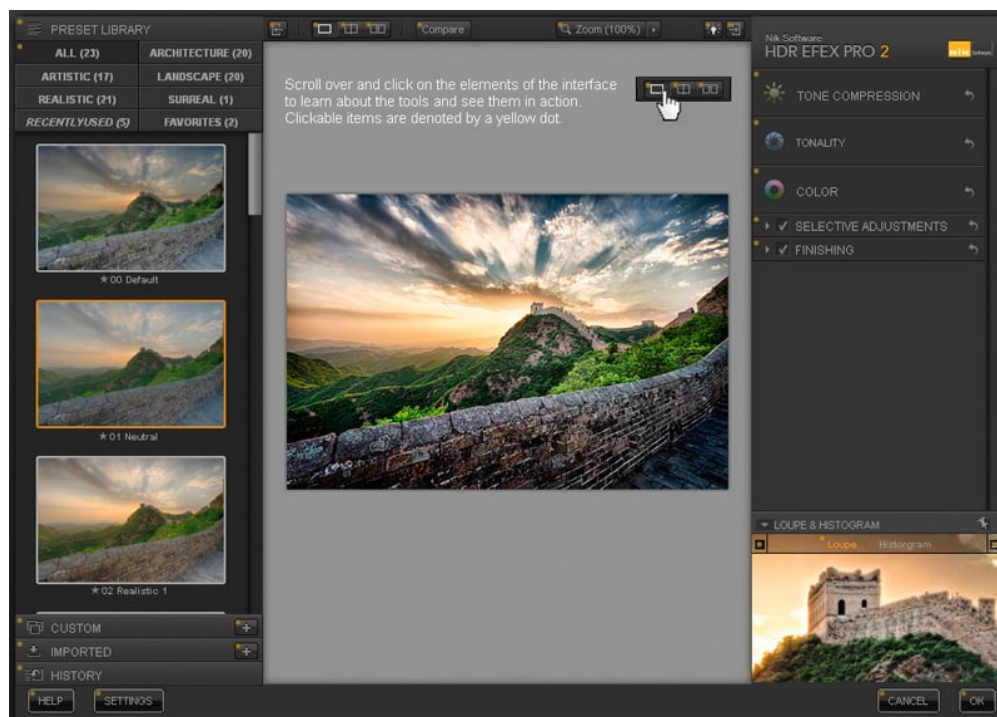 PRESET LIBRARY
ALL (23) ARCHITECTURE (20)
ARTISTIC (17) LANDSCAPE (20)
REALISTIC (21) SURREAL (1)
RECENTLYUSED (5) FAVORITES (2)
★ 00 Default
★ 01 Neutral
★ 02 Realistic 1
CUSTOM
IMPORTED
HISTORY
HELP SETTINGS
Compare Zoom (100%)
Scroll over and click on the elements of the interface
to learn about the tools and see them in action.
Clickable items are denoted by a yellow dot.
Nik Software
HDR EFEX PRO 2
TONE COMPRESSION
TONALITY
COLOR
SELECTIVE ADJUSTMENTS
FINISHING
LOUPE & HISTOGRAM
Loupe Historgram
CANCEL OK